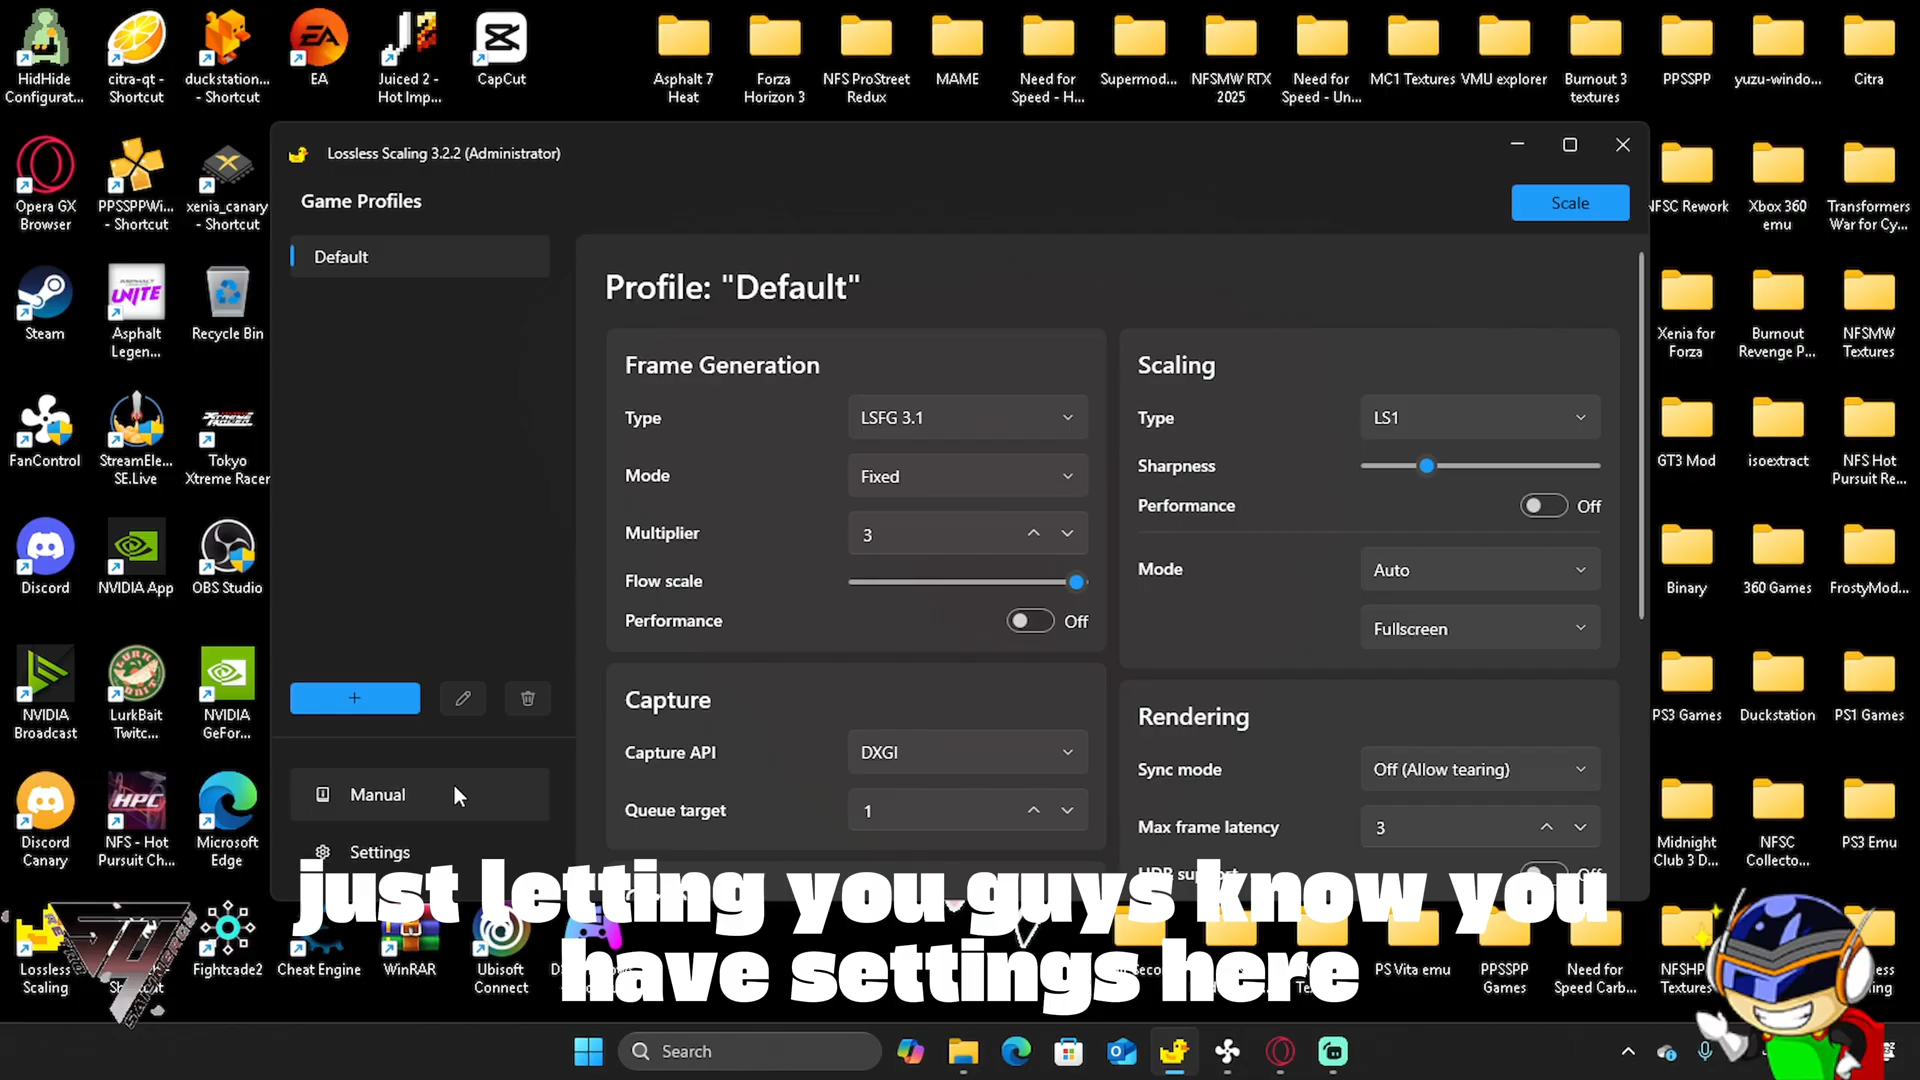 HidHide
Configurat...
citra-qt -
Shortcut
duckstation...
- Shortcut
EA
EA
Juiced 2 -
Hot Imp...
CapCut
Asphalt 7
Heat
Forza
Horizon 3
NFS ProStreet
Redux
MAME
Need for
Speed - H...
Supermod...
NFSMW RTX
2025
Need for
Speed - Un...
MC1 Textures
VMU explorer
Burnout 3
textures
PPSSPP
yuzu-windo...
Citra
Lossless Scaling 3.2.2 (Administrator)
Game Profiles
Scale
Default
Profile: "Default"
Frame Generation
Type
LSFG 3.1
Mode
Fixed
Multiplier
3
Flow scale
Performance
Off
Capture
Capture API
DXGI
Queue target
1
Scaling
Type
LS1
Sharpness
Performance
Off
Mode
Auto
Fullscreen
Rendering
Sync mode
Off (Allow tearing)
Max frame latency
3
HDR support
Off
+
Manual
Settings
Opera GX
Browser
PPSSPPWi...
- Shortcut
xenia_canary
- Shortcut
NFSC Rework
Xbox 360
emu
Transformers
War for Cy...
Steam
ASPHALT
UNITE
Asphalt
Legen...
Recycle Bin
Xenia for
Forza
Burnout
Revenge P...
NFSMW
Textures
FanControl
StreamEle...
SE.Live
Tokyo
Xtreme Racer
GT3 Mod
isoextract
NFS Hot
Pursuit Re...
Discord
NVIDIA App
OBS Studio
Binary
360 Games
FrostyMod...
NVIDIA
Broadcast
LurkBait
Twitc...
NVIDIA
GeFor...
PS3 Games
Duckstation
PS1 Games
Discord
Canary
HPC
NFS - Hot
Pursuit Ch...
Microsoft
Edge
Midnight
Club 3 D...
NFSC
Collecto...
PS3 Emu
just letting you guys know you
have settings here
Lossless
Scaling
Fightcade2
Cheat Engine
WinRAR
Ubisoft
Connect
PS Vita emu
PPSSPP
Games
Need for
Speed Carb...
Search